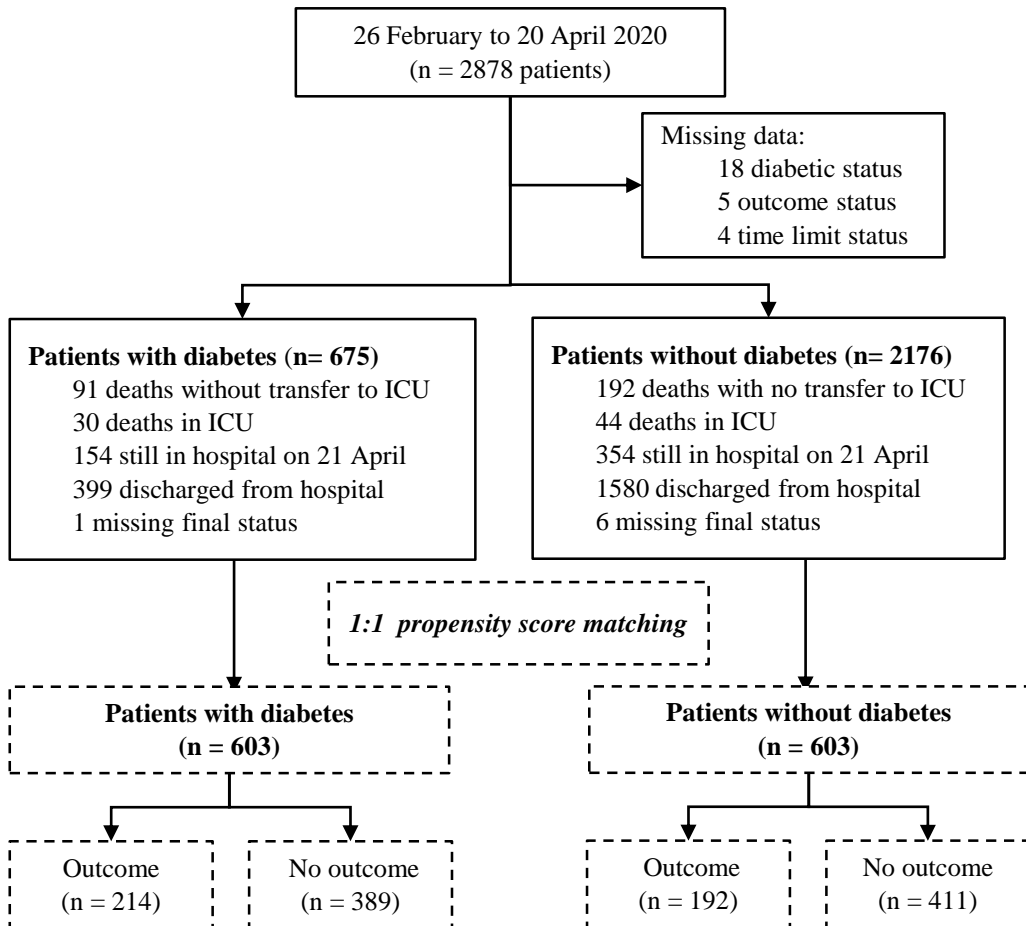 26 February to 20 April 2020
(n = 2878 patients)
Missing data:
18 diabetic status
5 outcome status
4 time limit status
Patients with diabetes (n= 675)
91 deaths without transfer to ICU
30 deaths in ICU
154 still in hospital on 21 April
399 discharged from hospital
1 missing final status
Patients without diabetes (n= 2176)
192 deaths with no transfer to ICU
44 deaths in ICU
354 still in hospital on 21 April
1580 discharged from hospital
6 missing final status
1:1 propensity score matching
Patients with diabetes
(n = 603)
Patients without diabetes
(n = 603)
Outcome
(n = 214)
No outcome
(n = 389)
Outcome
(n = 192)
No outcome
(n = 411)